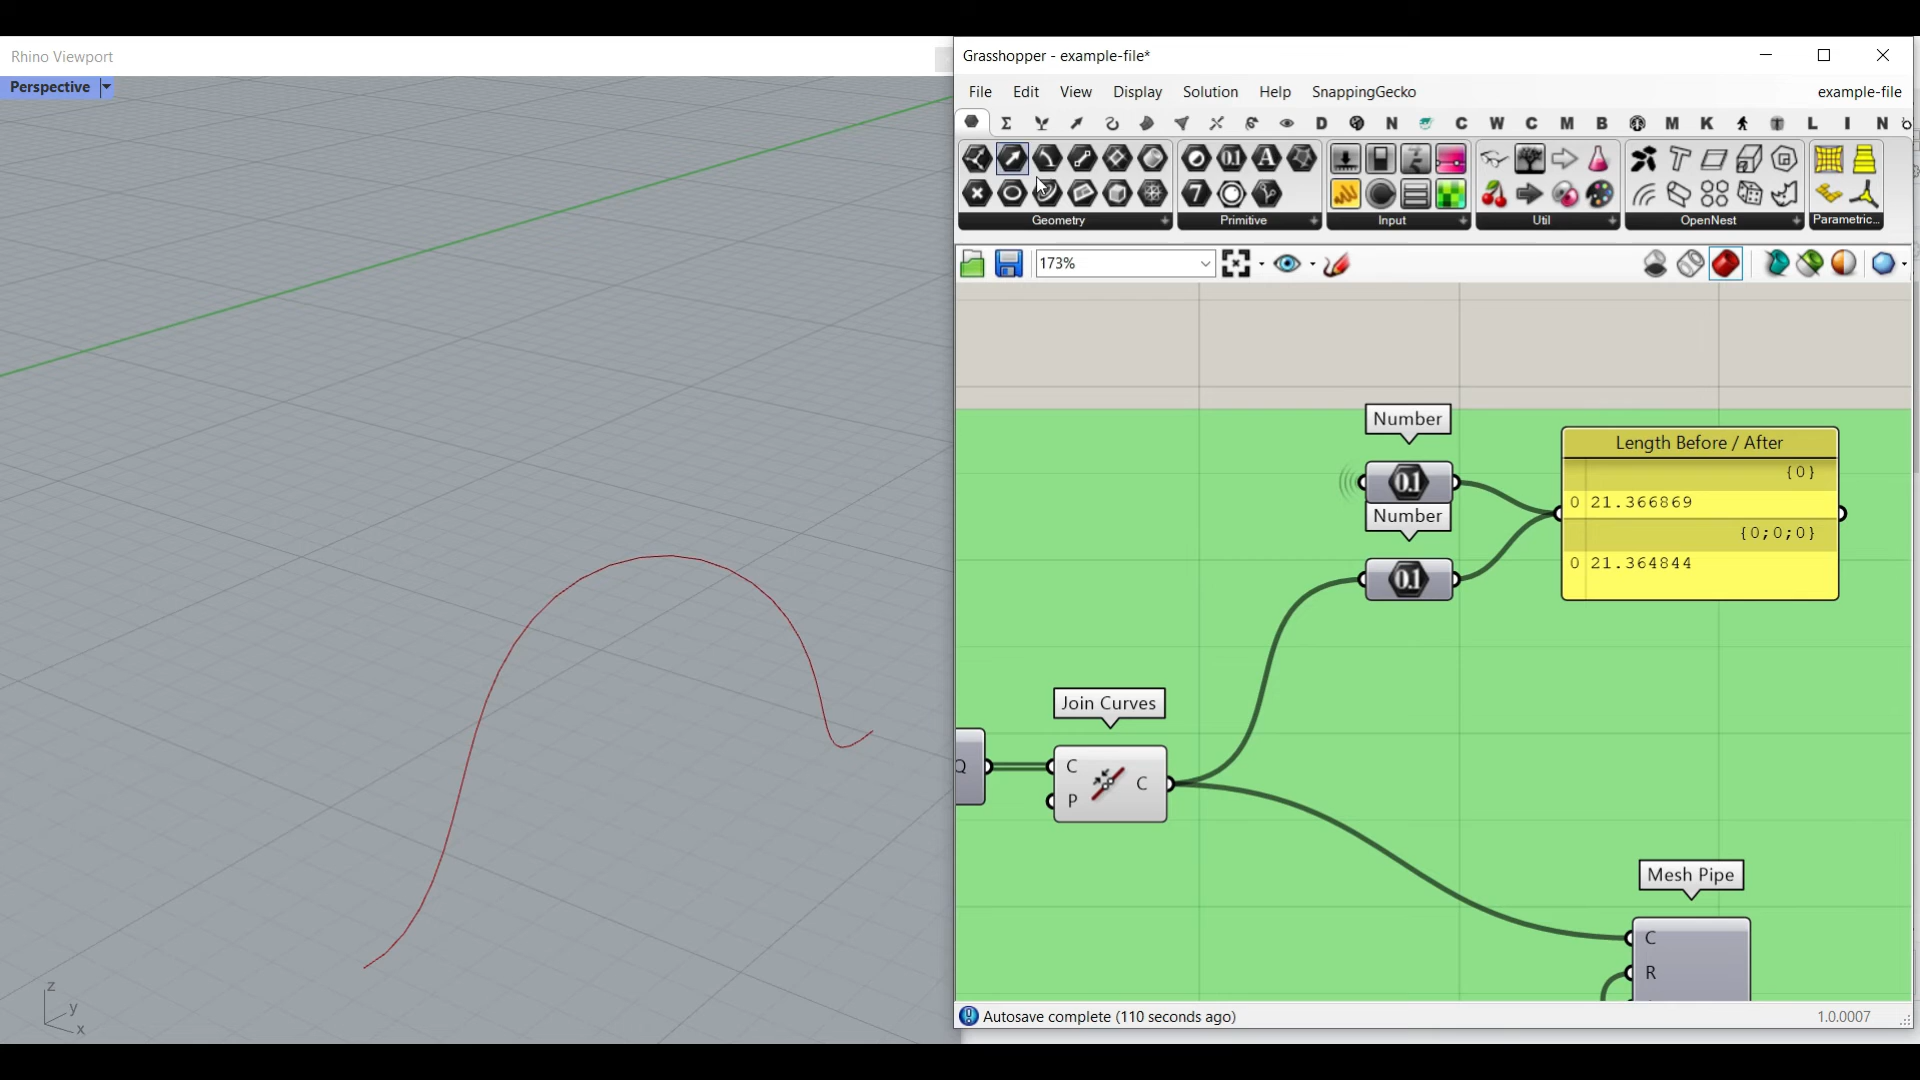 Rhino Viewport
Perspective
z
y
x
Grasshopper - example-file*
File Edit View Display Solution Help SnappingGecko example-file
D N C W C M B M K L I N
Geometry Primitive Input Util OpenNest Parametric...
173%
Number
0.1
Number
0.1
Length Before / After
{0}
0 21.366869
{0;0;0}
0 21.364844
Join Curves
Q
C
P
C
Mesh Pipe
C
R
Autosave complete (110 seconds ago)
1.0.0007